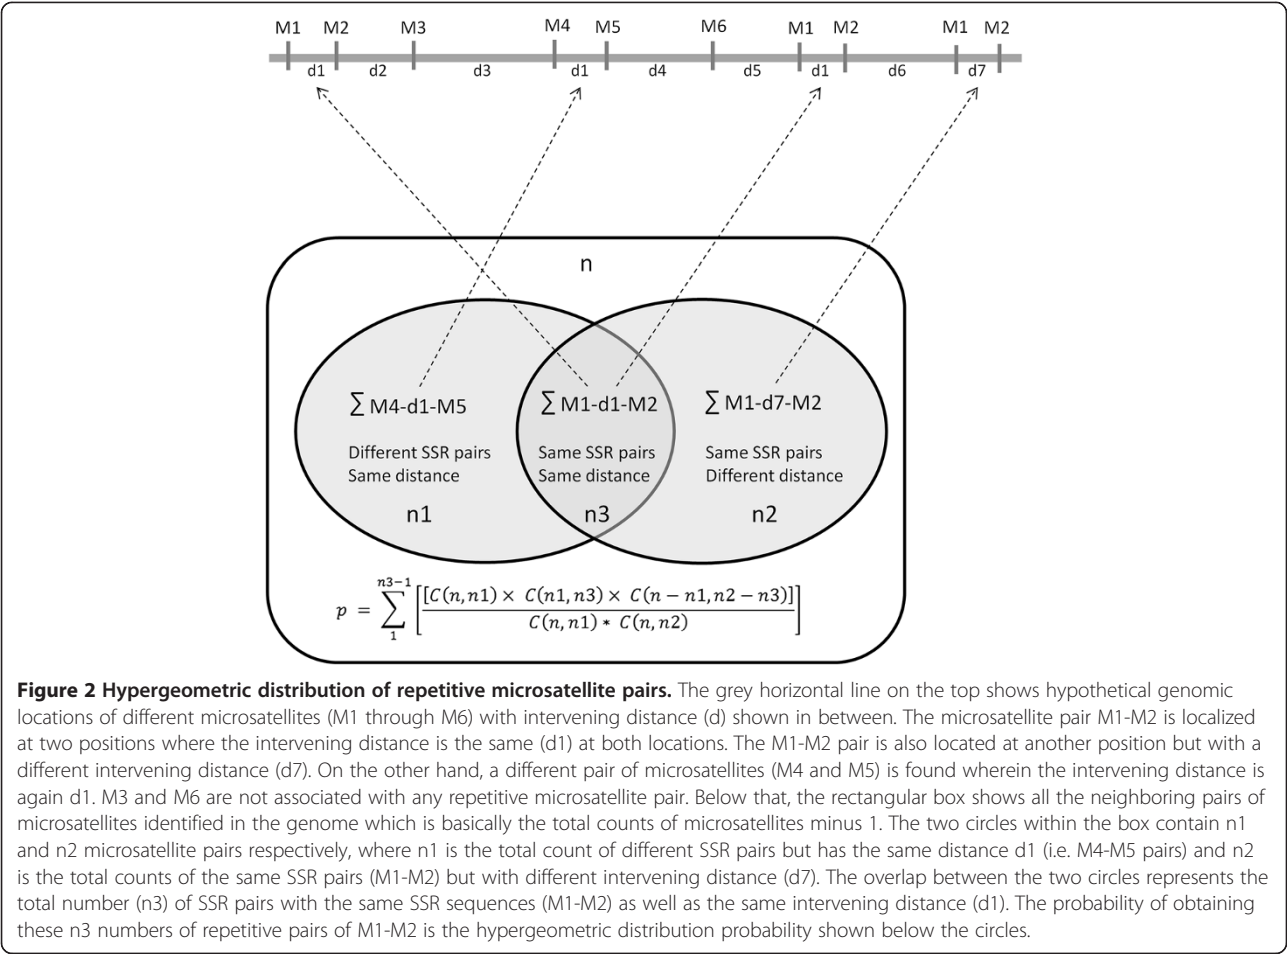 M1 M2 M3 M4 M5 M6 M1 M2 M1 M2
d1 d2 d3 d1 d4 d5 d1 d6 d7
n
∑ M4-d1-M5 ∑ M1-d1-M2 ∑ M1-d7-M2
Different SSR pairs Same SSR pairs Same SSR pairs
Same distance Same distance Different distance
n1 n3 n2
n3−1
p = ∑ [ [C(n,n1) × C(n1,n3) × C(n − n1,n2 − n3)] / C(n,n1) ∗ C(n,n2) ]
1
Figure 2 Hypergeometric distribution of repetitive microsatellite pairs. The grey horizontal line on the top shows hypothetical genomic
locations of different microsatellites (M1 through M6) with intervening distance (d) shown in between. The microsatellite pair M1-M2 is localized
at two positions where the intervening distance is the same (d1) at both locations. The M1-M2 pair is also located at another position but with a
different intervening distance (d7). On the other hand, a different pair of microsatellites (M4 and M5) is found wherein the intervening distance is
again d1. M3 and M6 are not associated with any repetitive microsatellite pair. Below that, the rectangular box shows all the neighboring pairs of
microsatellites identified in the genome which is basically the total counts of microsatellites minus 1. The two circles within the box contain n1
and n2 microsatellite pairs respectively, where n1 is the total count of different SSR pairs but has the same distance d1 (i.e. M4-M5 pairs) and n2
is the total counts of the same SSR pairs (M1-M2) but with different intervening distance (d7). The overlap between the two circles represents the
total number (n3) of SSR pairs with the same SSR sequences (M1-M2) as well as the same intervening distance (d1). The probability of obtaining
these n3 numbers of repetitive pairs of M1-M2 is the hypergeometric distribution probability shown below the circles.